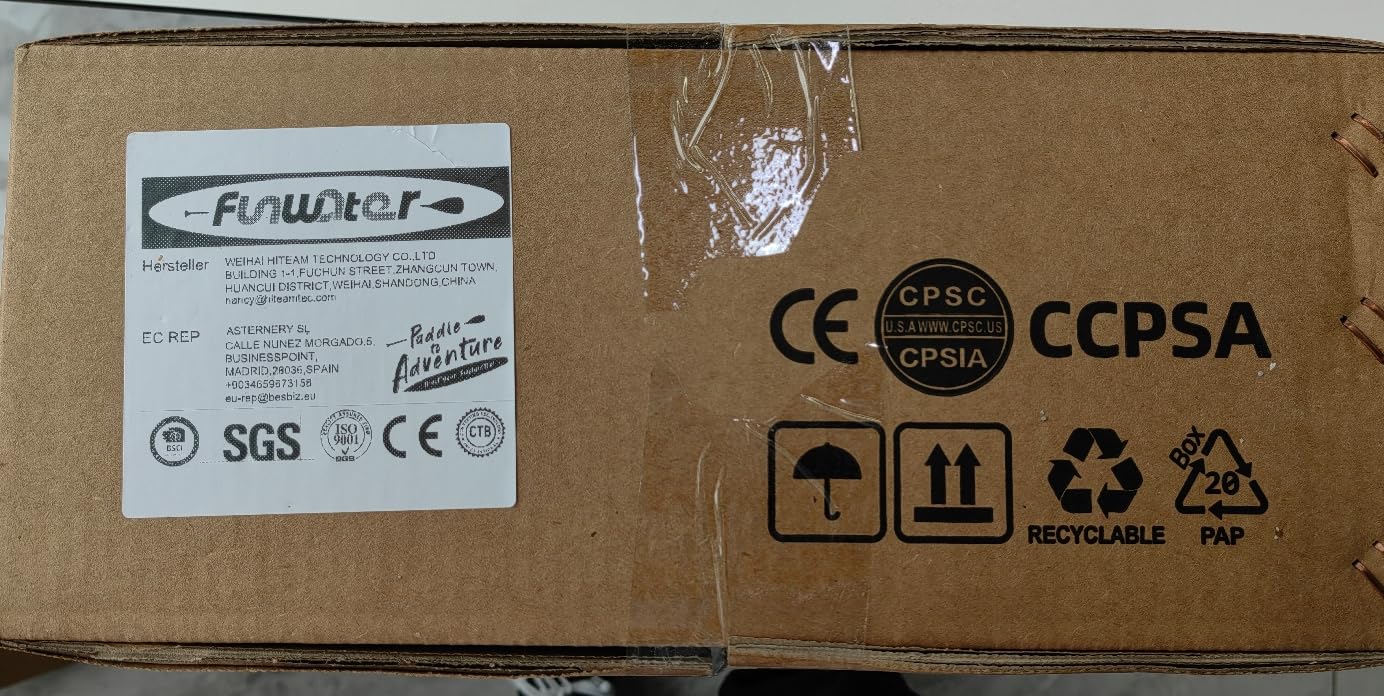 Funwater
Hersteller
WEIHAI HITEAM TECHNOLOGY CO.,LTD
BUILDING 1-1,FUCHUN STREET,ZHANGCUN TOWN,
HUANCUI DISTRICT,WEIHAI,SHANDONG,CHINA
nancy@hiteamtec.com
EC REP
ASTERNERY SL
CALLE NUNEZ MORGADO,5,
BUSINESSPOINT,
MADRID,28036,SPAIN
+0034659673158
eu-rep@besbiz.eu
Paddle
to
Adventure
BSCI
SGS
ISO
9001
SGS
CE
CTB
CE
CPSC
U.S.A WWW.CPSC.US
CPSIA
CCPSA
RECYCLABLE
BOX
20
PAP